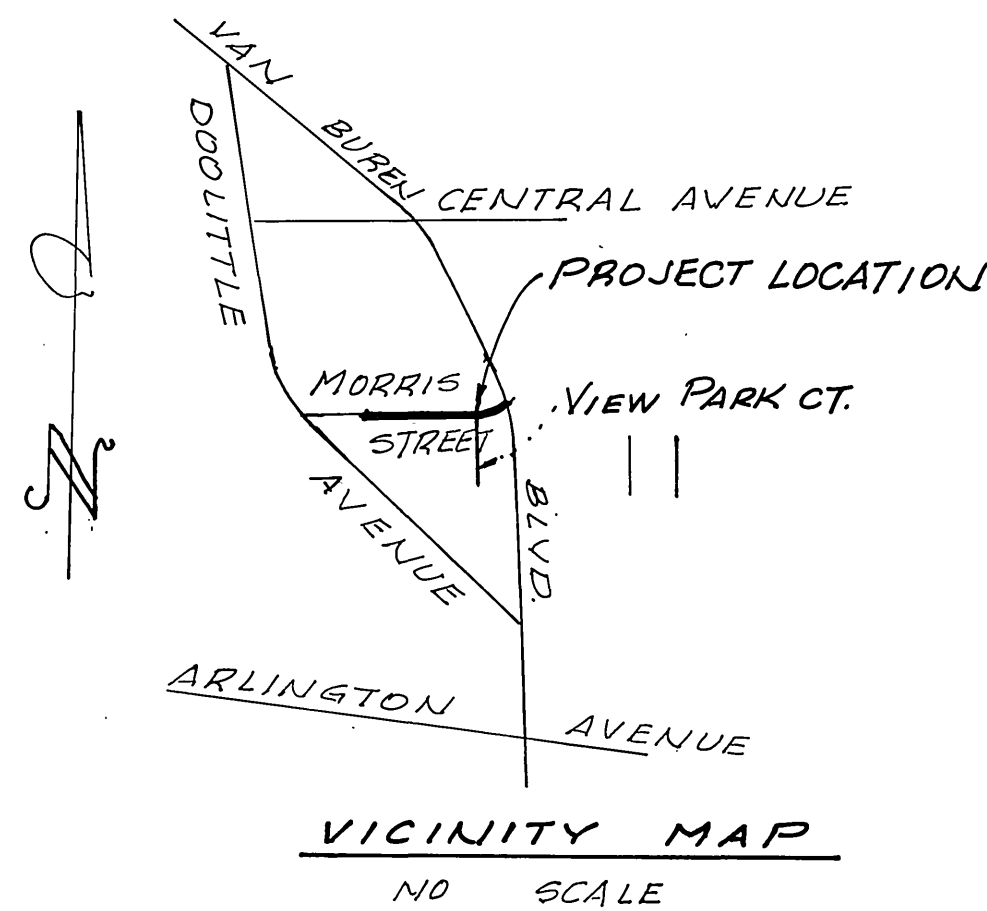 VAN
BUREN
DOOLITTLE
CENTRAL AVENUE
PROJECT LOCATION
MORRIS
STREET
.VIEW PARK CT.
AVENUE
BLVD.
N
ARLINGTON
AVENUE
VICINITY MAP
NO SCALE